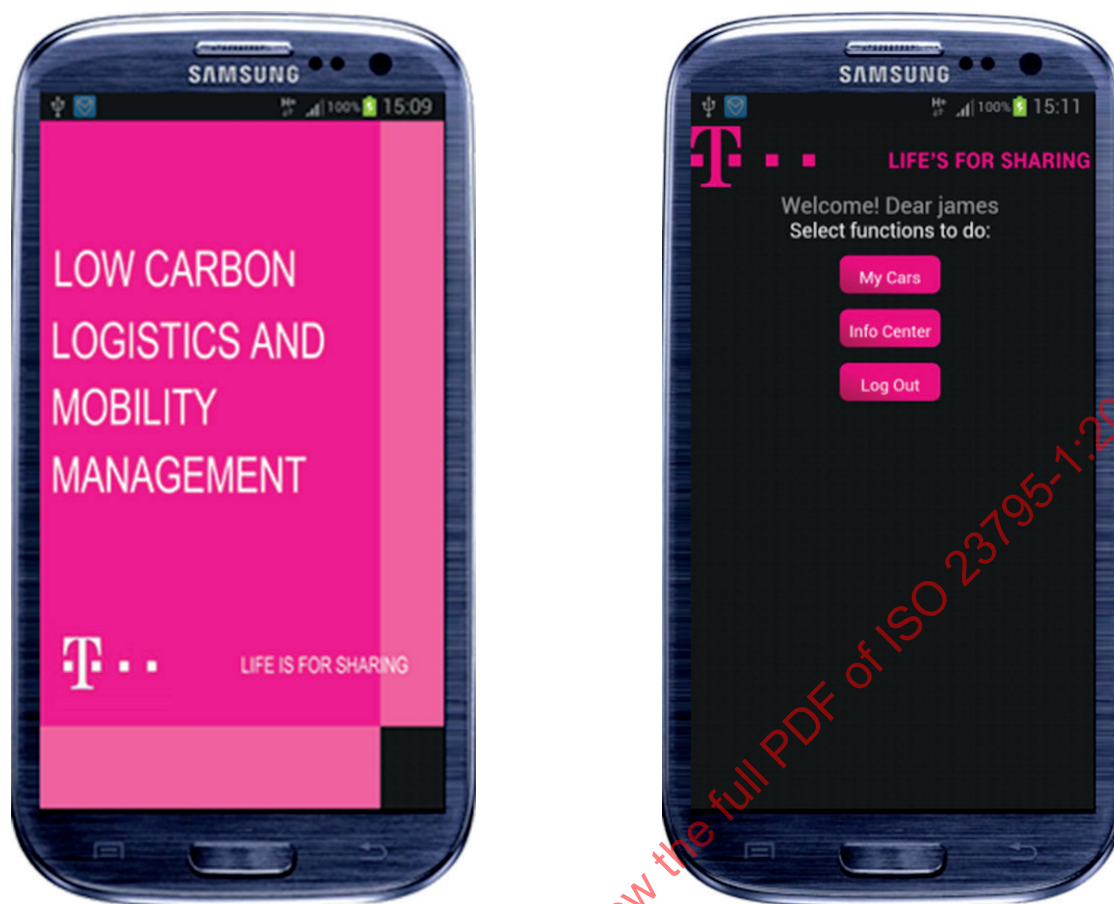 SAMSUNG
100% 15:09
LOW CARBON
LOGISTICS AND
MOBILITY
MANAGEMENT
T
LIFE IS FOR SHARING
SAMSUNG
H+ 100% 15:11
T
LIFE'S FOR SHARING
Welcome! Dear james
Select functions to do:
My Cars
Info Center
Log Out
the full PDF of ISO 23795-1:20